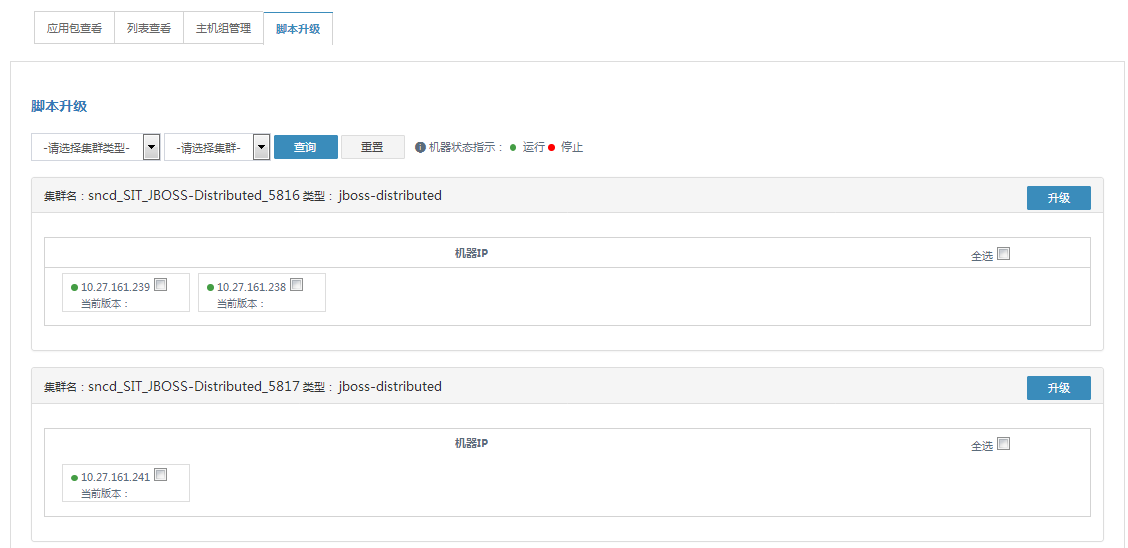 应用包查看 列表查看 主机组管理 脚本升级
脚本升级
-请选择集群类型- -请选择集群- 查询 重置 机器状态指示： 运行 停止
集群名：sncd_SIT_JBOSS-Distributed_5816 类型： jboss-distributed 升级
机器IP 全选
10.27.161.239 10.27.161.238
当前版本： 当前版本：
集群名：sncd_SIT_JBOSS-Distributed_5817 类型： jboss-distributed 升级
机器IP 全选
10.27.161.241
当前版本：